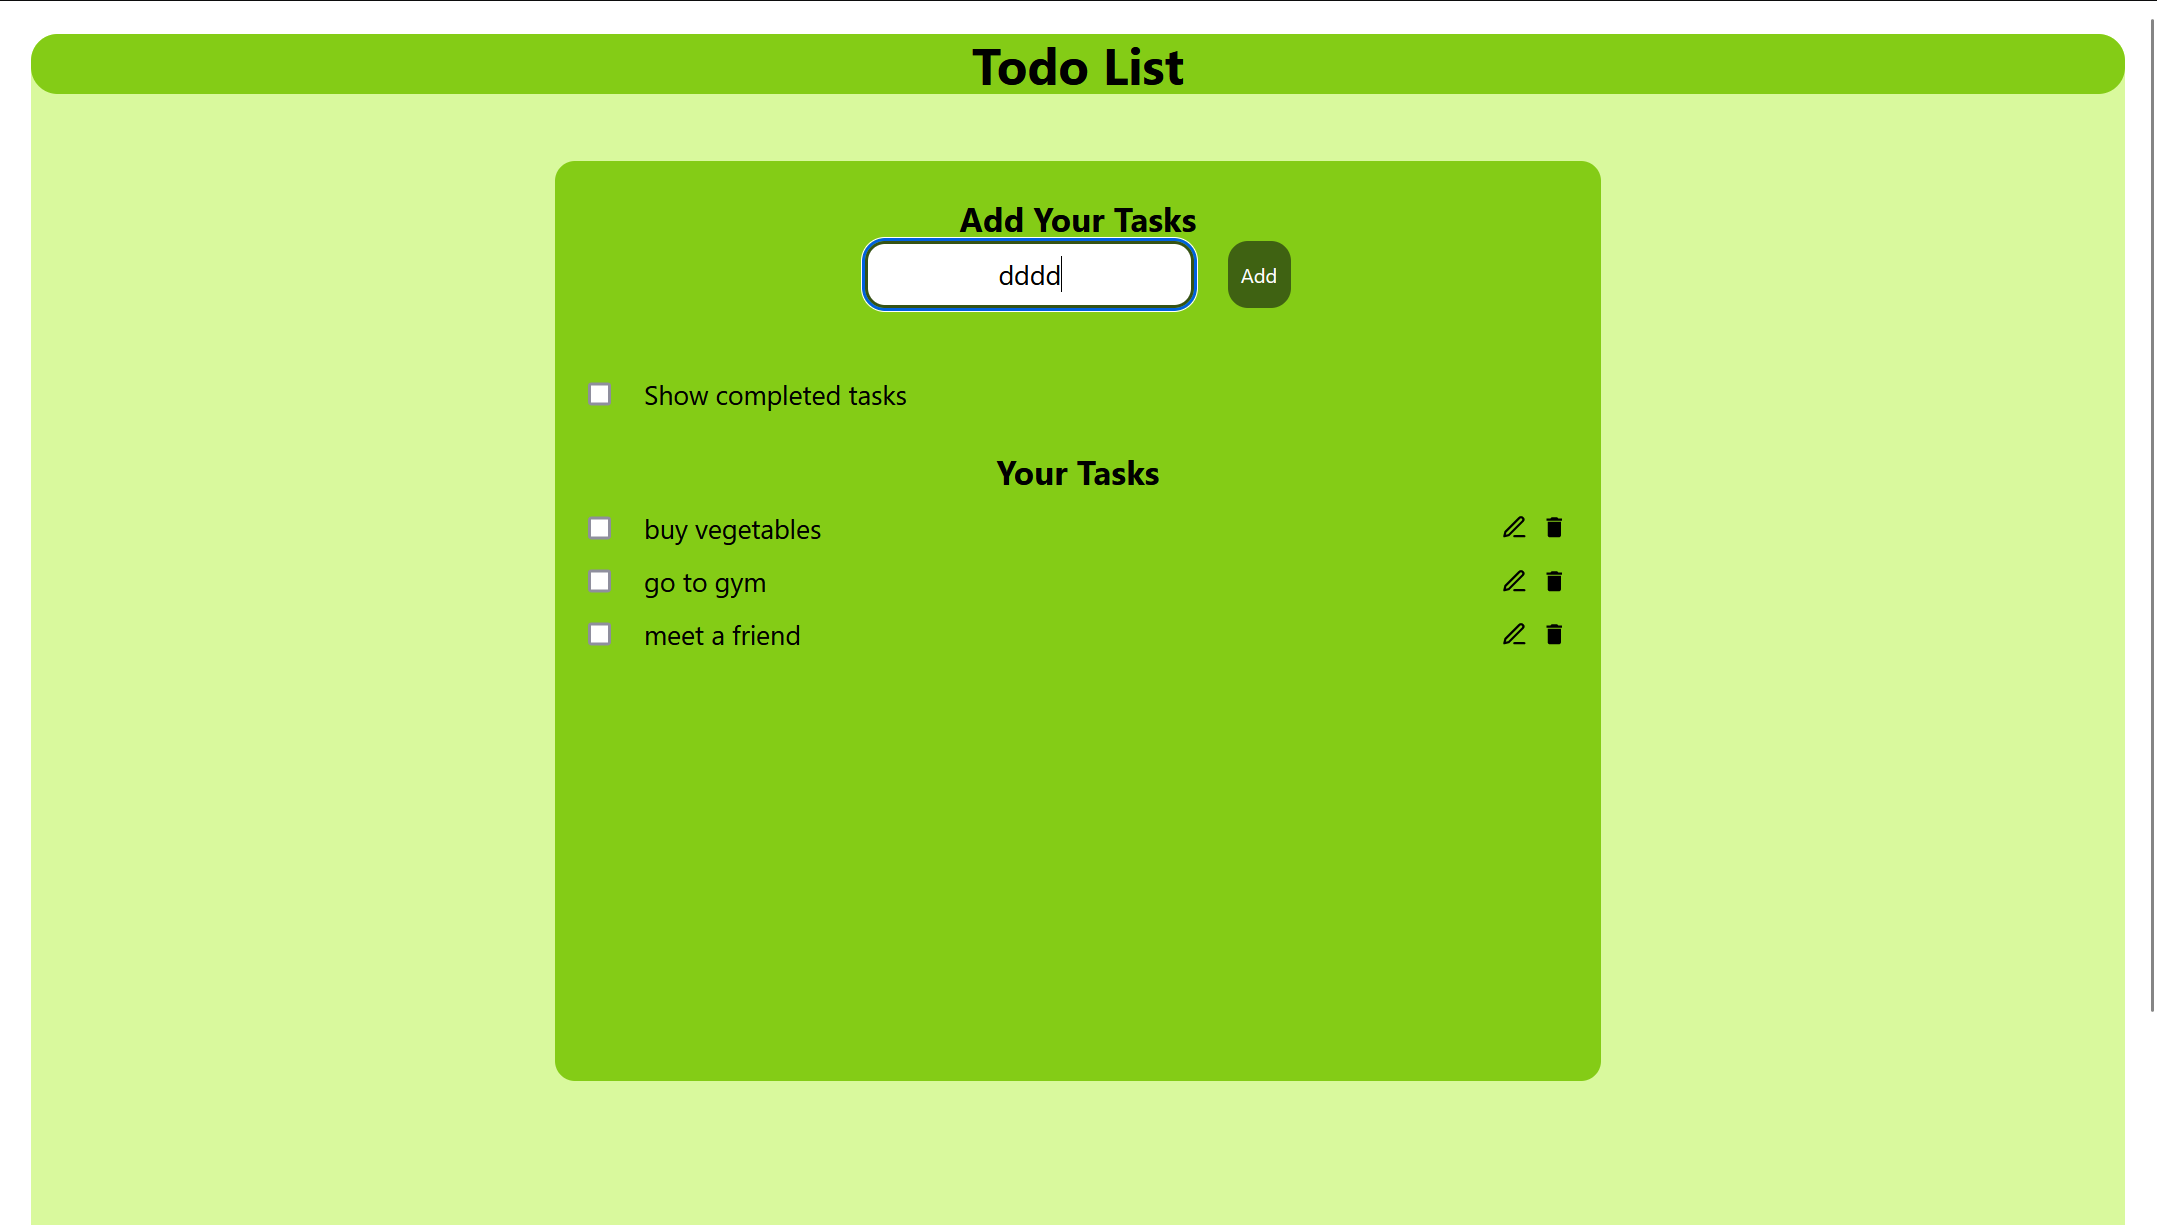 Todo List
Add Your Tasks
dddd
Add
Show completed tasks
Your Tasks
buy vegetables
go to gym
meet a friend